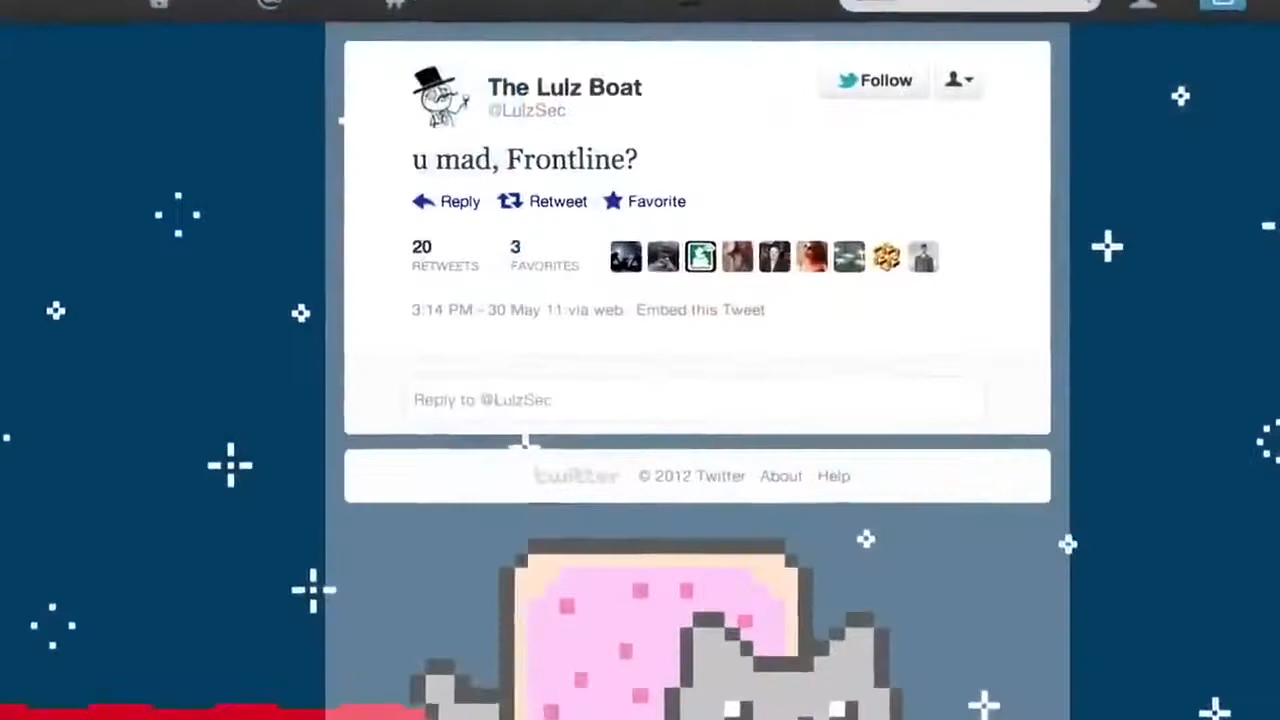 The Lulz Boat
@LulzSec
Follow
u mad, Frontline?
Reply Retweet Favorite
20 3
RETWEETS FAVORITES
3:14 PM - 30 May 11 via web Embed this Tweet
Reply to @LulzSec
twitter © 2012 Twitter About Help